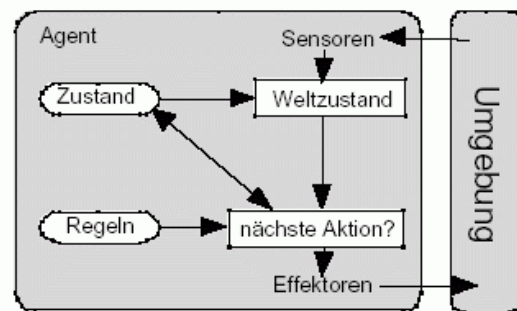 Agent
Sensoren
Zustand
Weltzustand
Regeln
nächste Aktion?
Effektoren
Umgebung